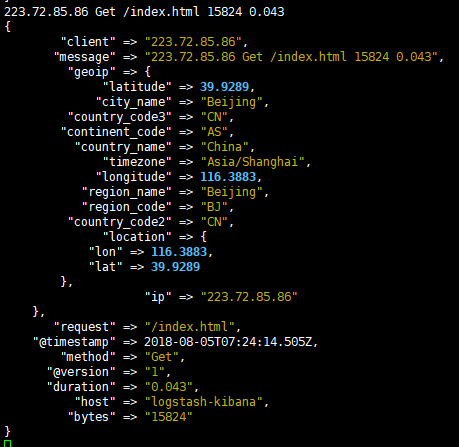 223.72.85.86 Get /index.html 15824 0.043
{
"client" => "223.72.85.86",
"message" => "223.72.85.86 Get /index.html 15824 0.043",
"geoip" => {
"latitude" => 39.9289,
"city_name" => "Beijing",
"country_code3" => "CN",
"continent_code" => "AS",
"country_name" => "China",
"timezone" => "Asia/Shanghai",
"longitude" => 116.3883,
"region_name" => "Beijing",
"region_code" => "BJ",
"country_code2" => "CN",
"location" => {
"lon" => 116.3883,
"lat" => 39.9289
},
"ip" => "223.72.85.86"
},
"request" => "/index.html",
"@timestamp" => 2018-08-05T07:24:14.505Z,
"method" => "Get",
"@version" => "1",
"duration" => "0.043",
"host" => "logstash-kibana",
"bytes" => "15824"
}